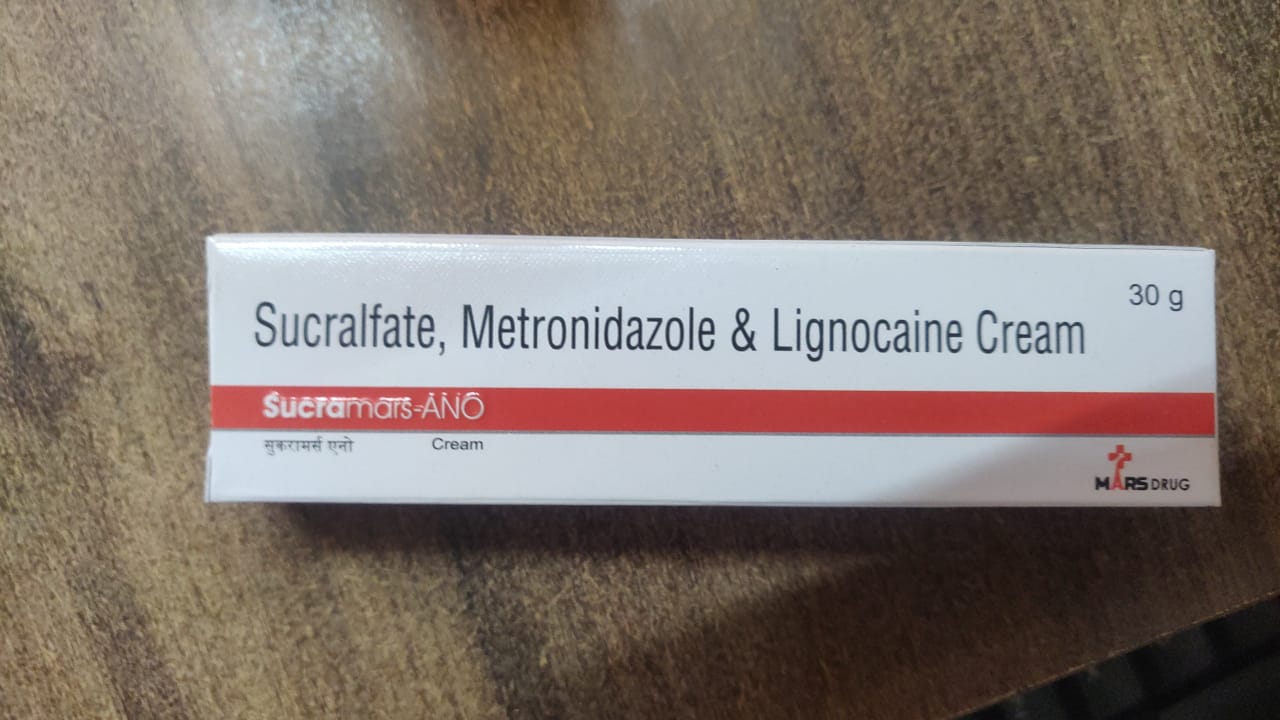 30 g
Sucralfate, Metronidazole & Lignocaine Cream
Sucramars-ANO
सुकरामर्स एनो Cream
MARS DRUG